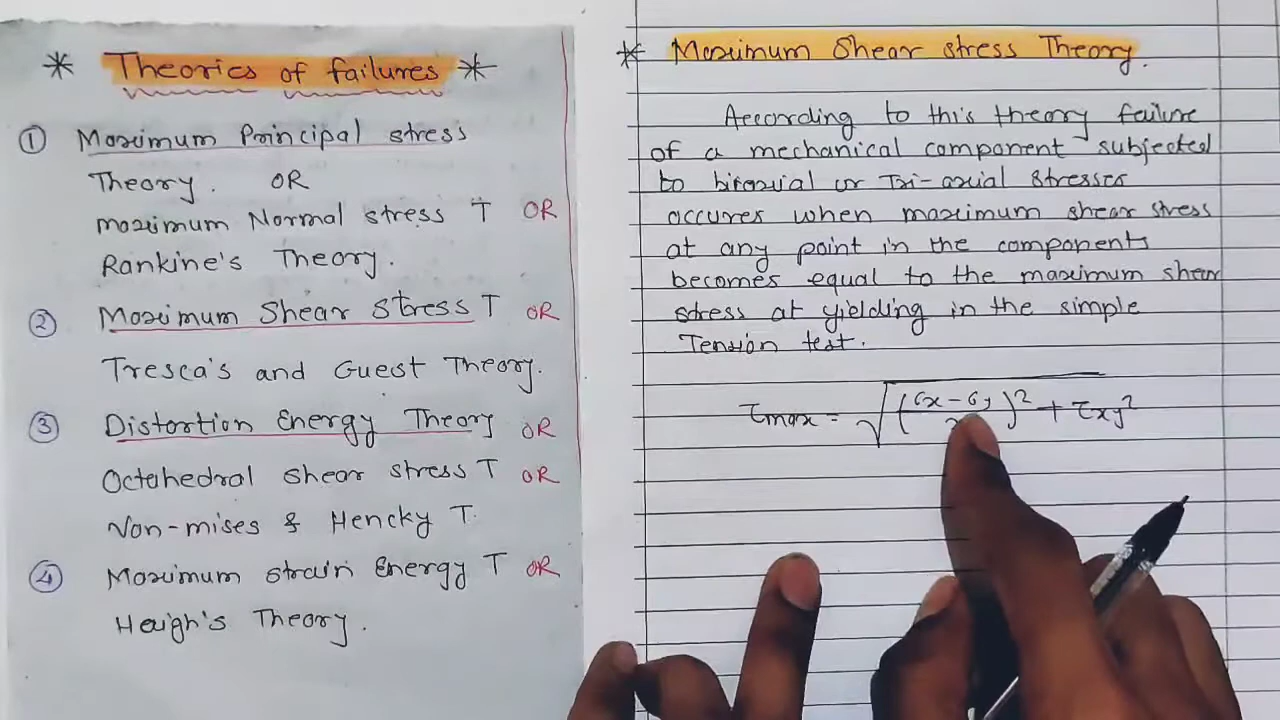 * Theories of failures *
① Maximum Principal stress
Theory. OR
maximum Normal stress T OR
Rankine's Theory.
② Maximum Shear Stress T OR
Tresca's and Guest Theory.
③ Distortion Energy Theory OR
Octahedral Shear stress T OR
Von-mises & Hencky T.
④ Maximum strain Energy T OR
Heigh's Theory.
* Maximum Shear stress Theory.
According to this theory failure
of a mechanical component subjected
to biaxial or Tri-axial stresses
occures when maximum shear stress
at any point in the components
becomes equal to the maximum shear
stress at yielding in the simple
Tension test.
τmax = √((σx-σy)² + τxy²